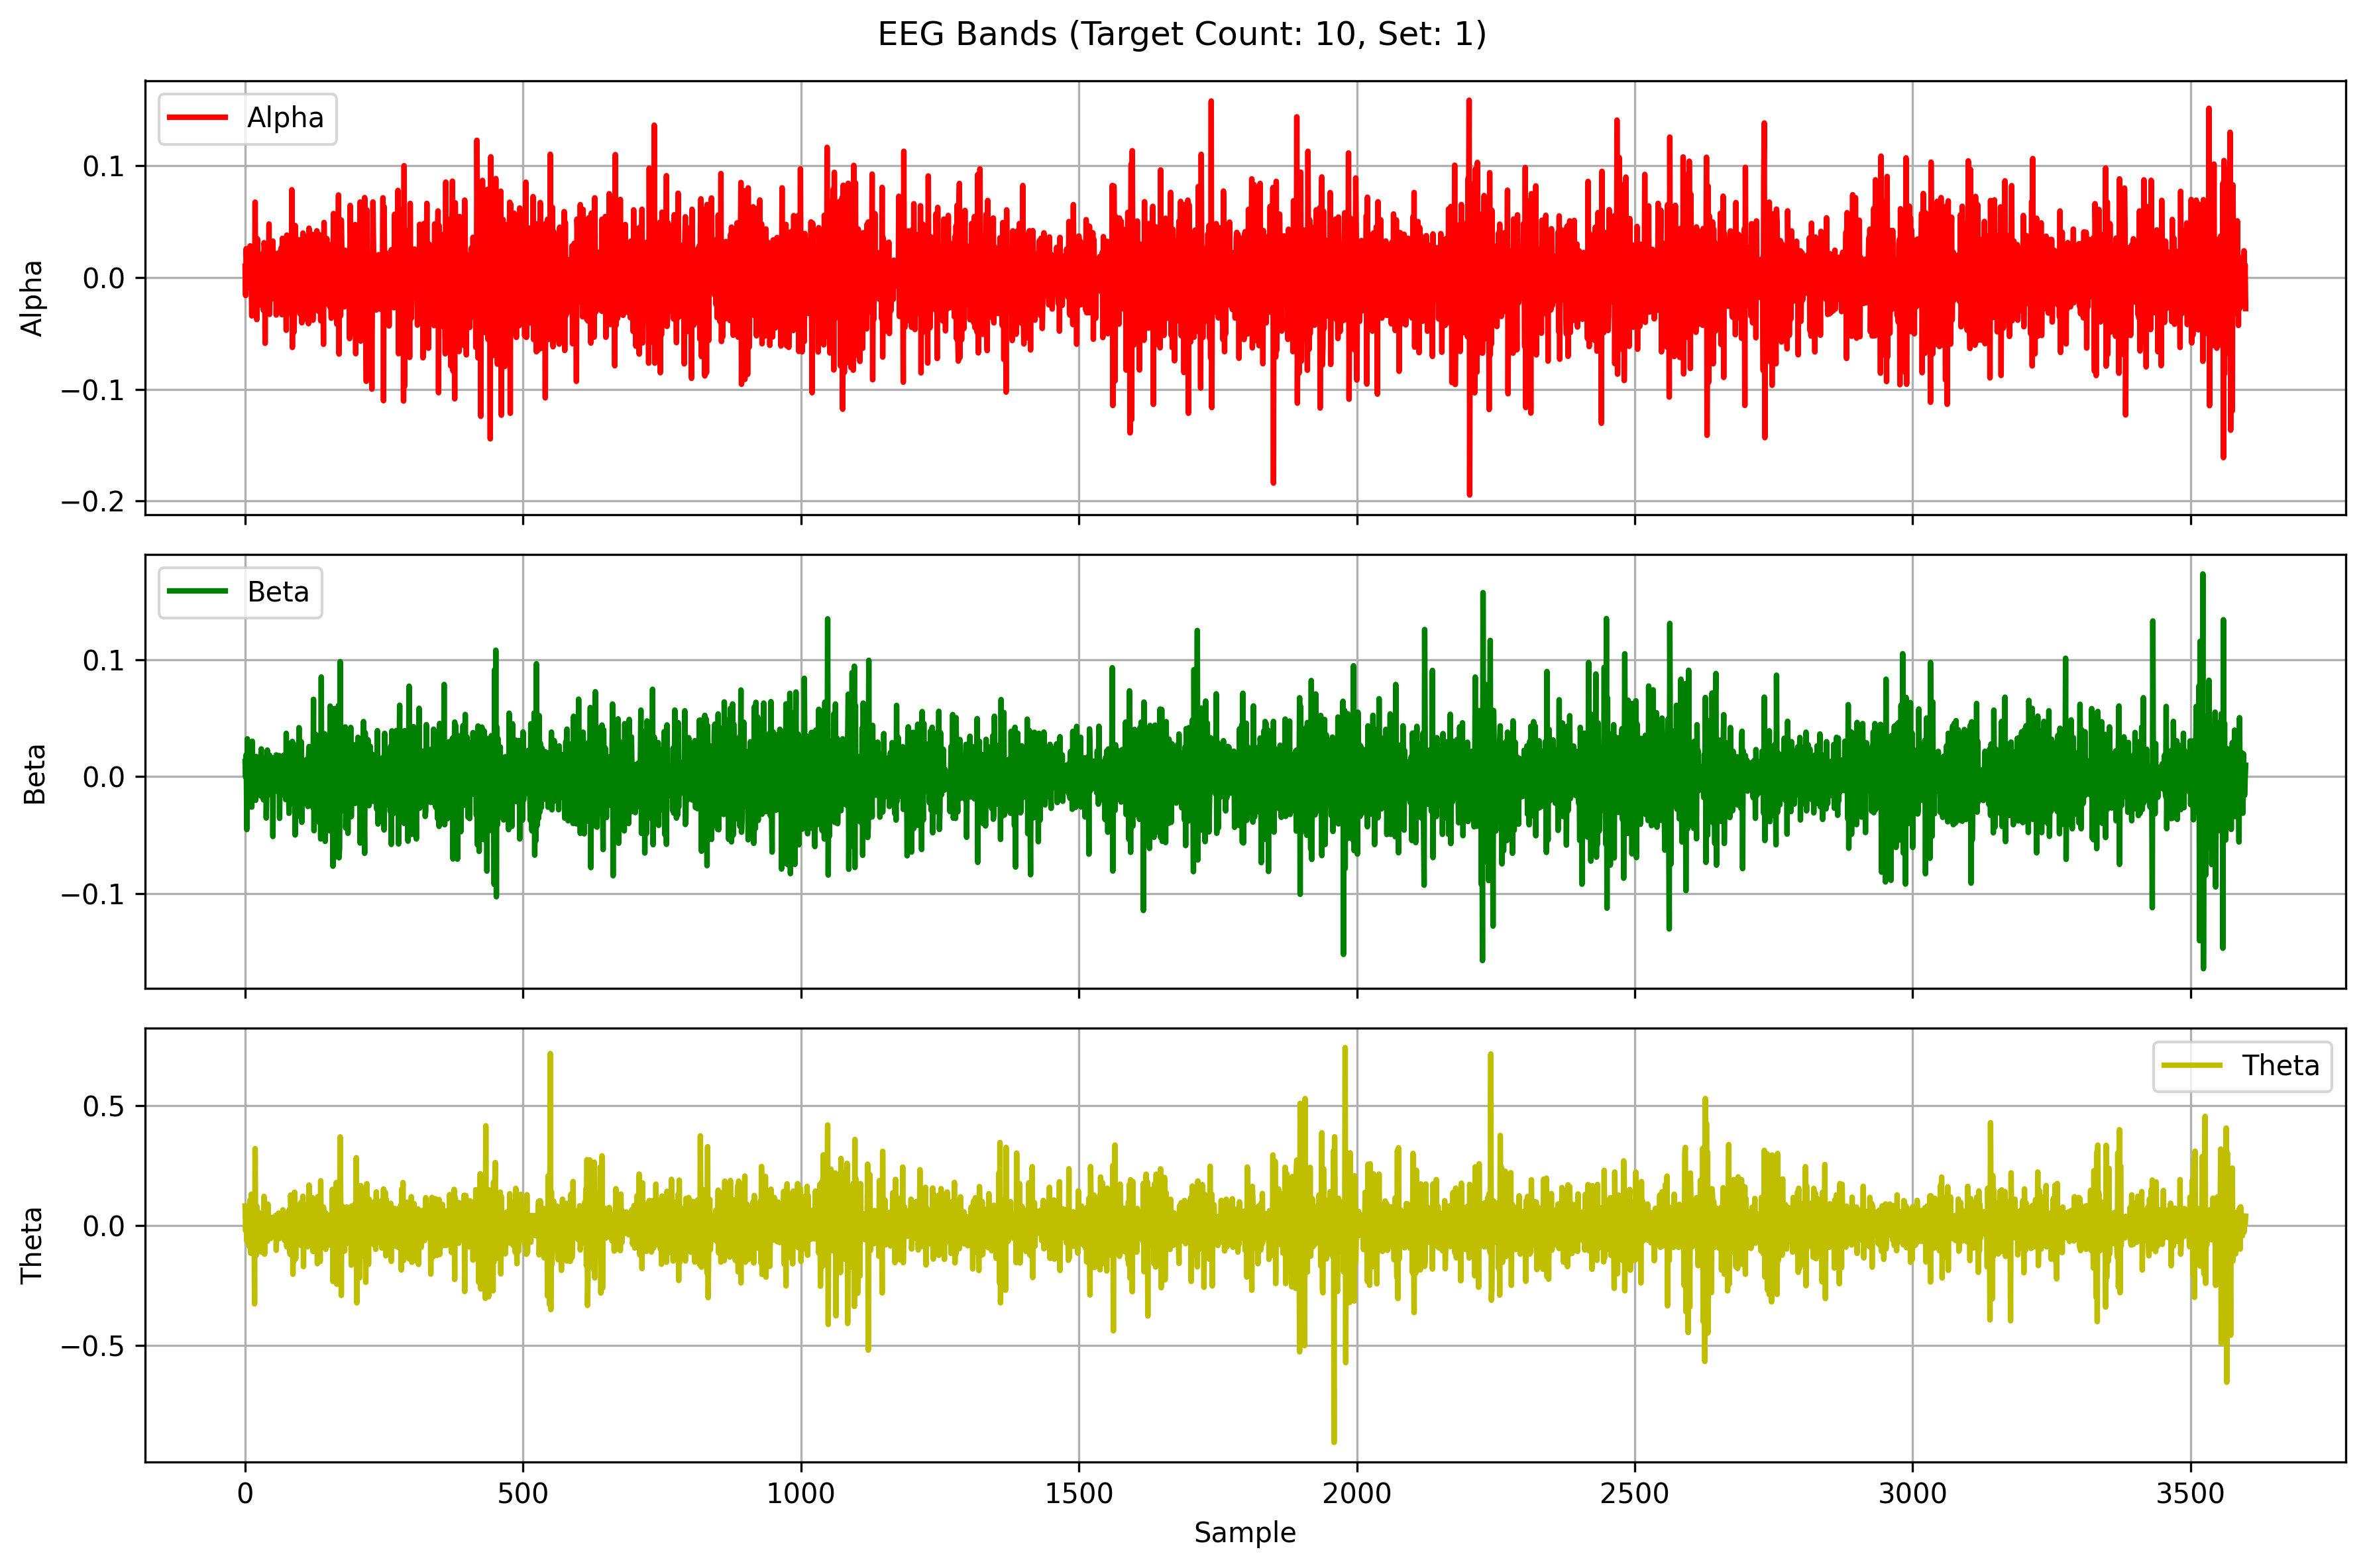 EEG Bands (Target Count: 10, Set: 1)
Alpha
0.1
0.0
−0.1
−0.2
Alpha
Beta
0.1
0.0
−0.1
Beta
Theta
0.5
0.0
−0.5
Theta
0 500 1000 1500 2000 2500 3000 3500
Sample